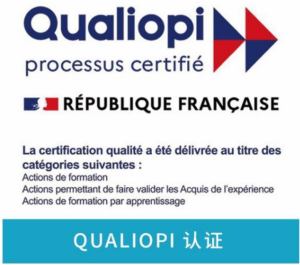 Qualiopi
processus certifié
RÉPUBLIQUE FRANÇAISE
La certification qualité a été délivrée au titre des
catégories suivantes :
Actions de formation
Actions permettant de faire valider les Acquis de l'expérience
Actions de formation par apprentissage
QUALIOPI 认证